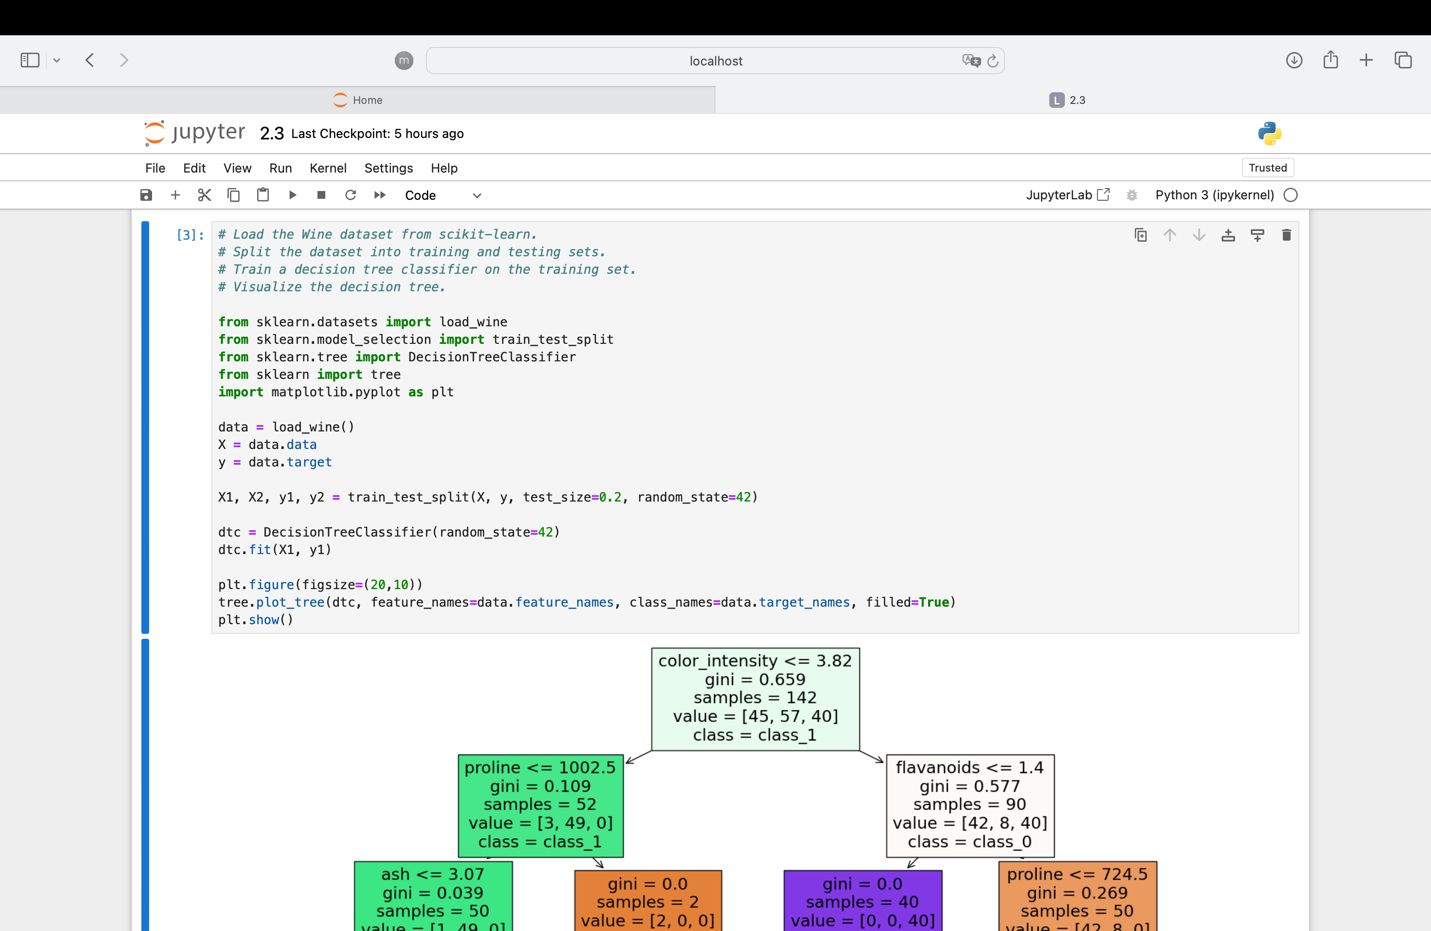 m
localhost
Home
L 2.3
jupyter 2.3 Last Checkpoint: 5 hours ago
File Edit View Run Kernel Settings Help
Trusted
Code
JupyterLab
Python 3 (ipykernel)
[3]:
# Load the Wine dataset from scikit-learn.
# Split the dataset into training and testing sets.
# Train a decision tree classifier on the training set.
# Visualize the decision tree.
from sklearn.datasets import load_wine
from sklearn.model_selection import train_test_split
from sklearn.tree import DecisionTreeClassifier
from sklearn import tree
import matplotlib.pyplot as plt
data = load_wine()
X = data.data
y = data.target
X1, X2, y1, y2 = train_test_split(X, y, test_size=0.2, random_state=42)
dtc = DecisionTreeClassifier(random_state=42)
dtc.fit(X1, y1)
plt.figure(figsize=(20,10))
tree.plot_tree(dtc, feature_names=data.feature_names, class_names=data.target_names, filled=True)
plt.show()
color_intensity <= 3.82
gini = 0.659
samples = 142
value = [45, 57, 40]
class = class_1
proline <= 1002.5
gini = 0.109
samples = 52
value = [3, 49, 0]
class = class_1
flavanoids <= 1.4
gini = 0.577
samples = 90
value = [42, 8, 40]
class = class_0
ash <= 3.07
gini = 0.039
samples = 50
value = [1, 49, 0]
gini = 0.0
samples = 2
value = [2, 0, 0]
gini = 0.0
samples = 40
value = [0, 0, 40]
proline <= 724.5
gini = 0.269
samples = 50
value = [42, 8, 0]